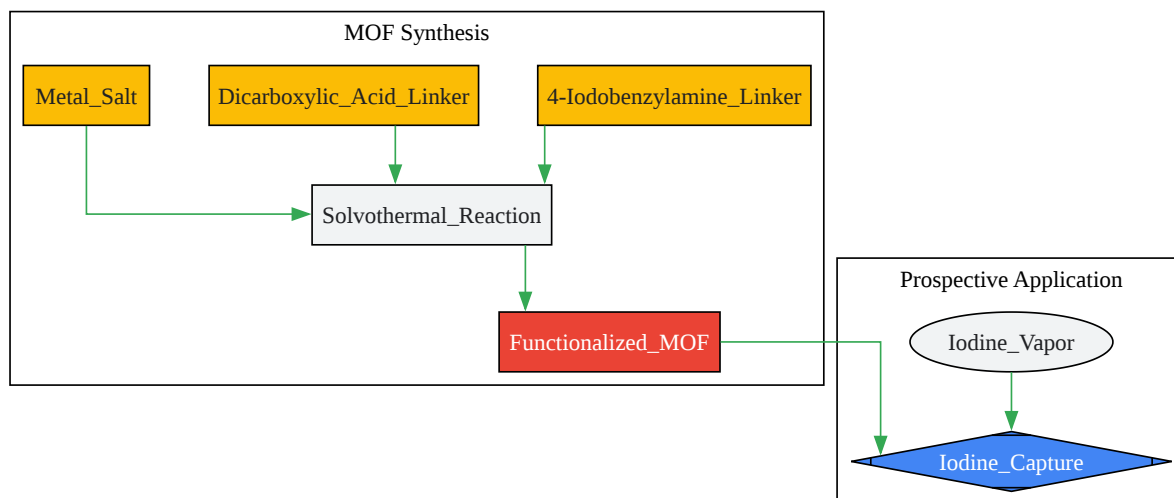 MOF Synthesis
Metal_Salt
Dicarboxylic_Acid_Linker
4-Iodobenzylamine_Linker
Solvothermal_Reaction
Functionalized_MOF
Prospective Application
Iodine_Vapor
Iodine_Capture